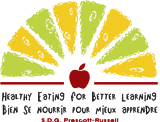 Healthy Eating for Better Learning
Bien Se nourrir pour mieux apprendre
S.D.G. Prescott-Russell